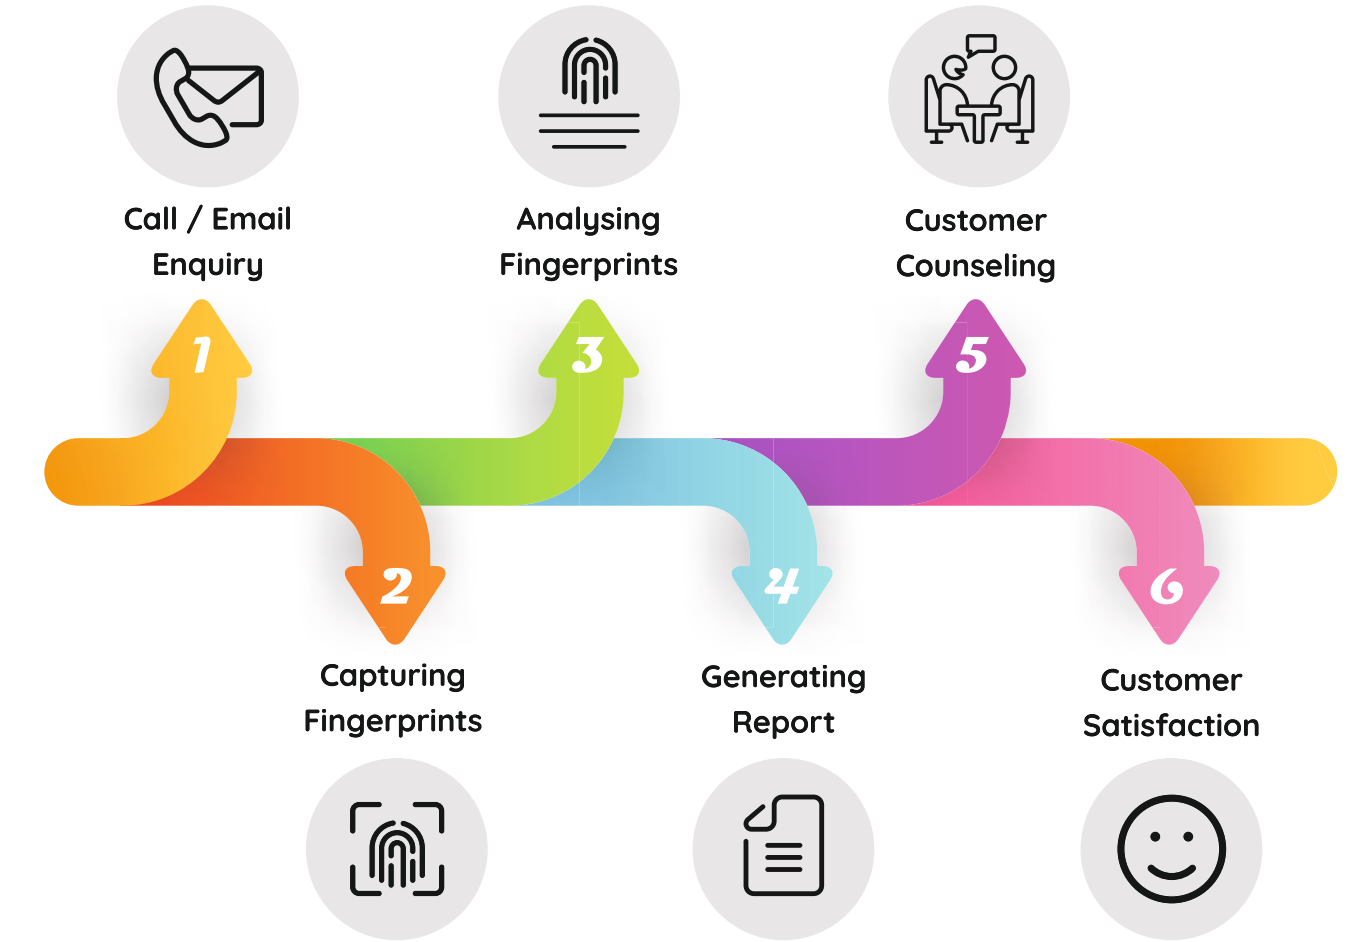 Call / Email
Enquiry
1
Capturing
Fingerprints
2
Analysing
Fingerprints
3
Generating
Report
4
Customer
Counseling
5
Customer
Satisfaction
6